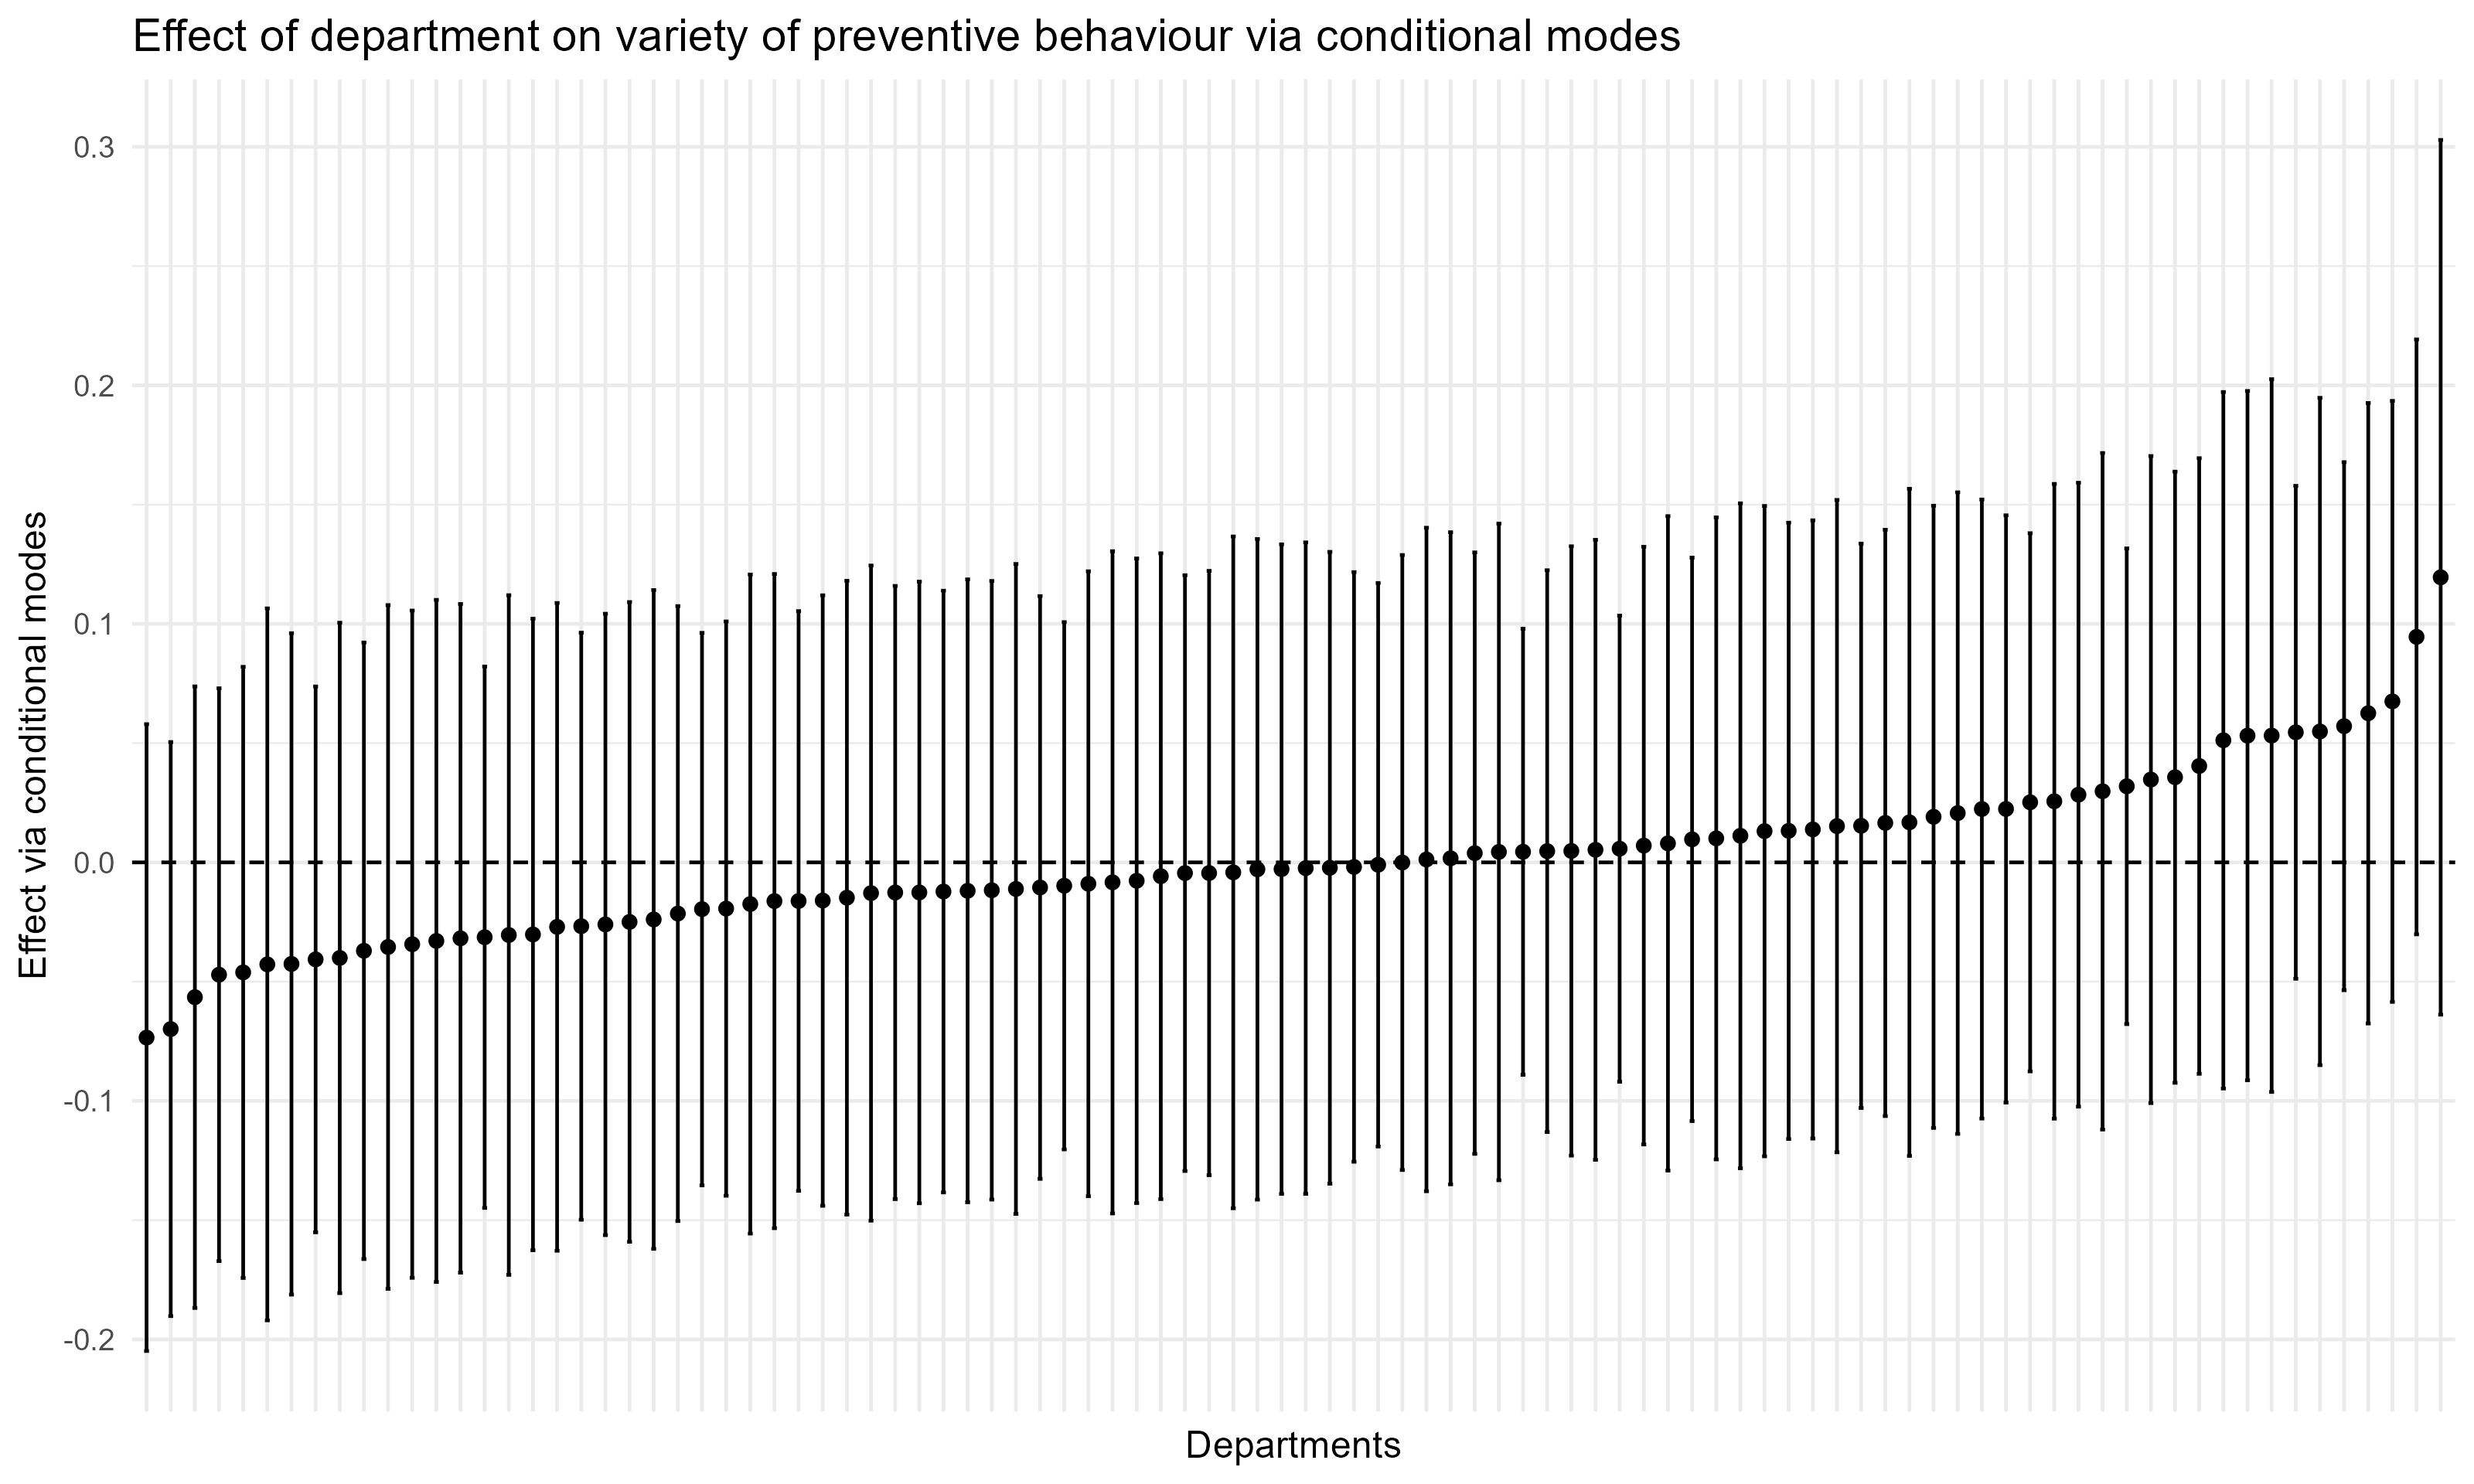 Effect of department on variety of preventive behaviour via conditional modes
0.3
0.2
0.1
0.0
-0.1
-0.2
Effect via conditional modes
Departments